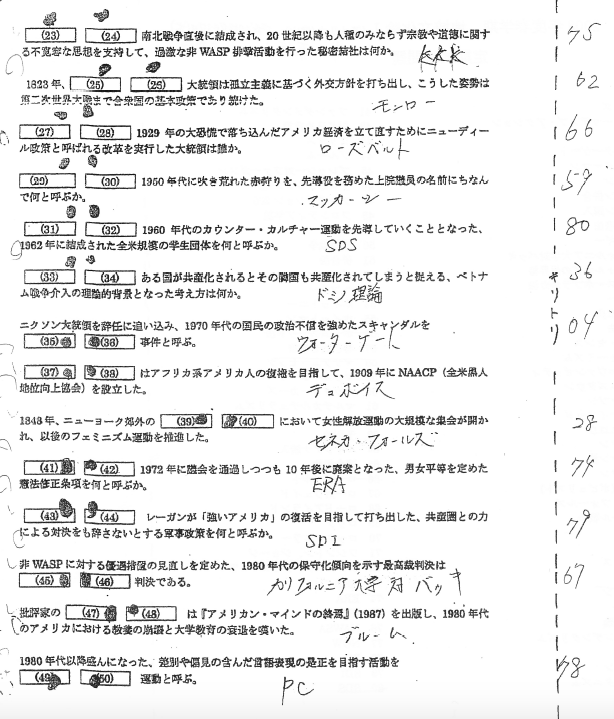 (23) (24) 南北戦争直後に結成され、20 世紀以降も人種のみならず宗教や道徳に関す
る不寛容な思想を支持して、過激な非 WASP 排撃活動を行った秘密結社は何か。 KKK 45
1823 年、 (25) (26) 大統領は孤立主義に基づく外交方針を打ち出し、こうした姿勢は 62
第二次世界大戦まで合衆国の基本政策であり続けた。 モンロー
(27) (28) 1929 年の大恐慌で落ち込んだアメリカ経済を立て直すためにニューディー 66
ル政策と呼ばれる改革を実行した大統領は誰か。 ローズベルト
(29) (30) 1950 年代に吹き荒れた赤狩りを、先導役を務めた上院議員の名前にちなん 59
で何と呼ぶか。 マッカーシー
(31) (32) 1960 年代のカウンター・カルチャー運動を先導していくこととなった、 80
1962 年に結成された全米規模の学生団体を何と呼ぶか。 SDS
(33) (34) ある国が共産化されるとその隣国も共産化されてしまうと捉える、ベトナ 36
ム戦争介入の理論的背景となった考え方は何か。 ドミノ理論
キリトリ
ニクソン大統領を辞任に追い込み、1970 年代の国民の政治不信を強めたスキャンダルを 04
(35) (36) 事件と呼ぶ。 ウォーターゲート
(37) (38) はアフリカ系アメリカ人の復権を目指して、1909 年に NAACP（全米黒人
地位向上協会）を設立した。 デュボイス
1848 年、ニューヨーク郊外の (39) (40) において女性解放運動の大規模な集会が開か 28
れ、以後のフェミニズム運動を推進した。 セネカ・フォールズ
(41) (42) 1972 年に議会を通過しつつも 10 年後に廃案となった、男女平等を定めた 74
憲法修正条項を何と呼ぶか。 ERA
(43) (44) レーガンが「強いアメリカ」の復活を目指して打ち出した、共産圏との力 79
による対決をも辞さないとする軍事政策を何と呼ぶか。 SDI
非 WASP に対する優遇措置の見直しを定めた、1980 年代の保守化傾向を示す最高裁判決は 67
(45) (46) 判決である。 カリフォルニア大学対バッキ
批評家の (47) (48) は『アメリカン・マインドの終焉』(1987) を出版し、1980 年代
のアメリカにおける教養の崩壊と大学教育の衰退を嘆いた。 ブルーム
1980 年代以降盛んになった、差別や偏見の含んだ言語表現の是正を目指す活動を 78
(49) (50) 運動と呼ぶ。 PC